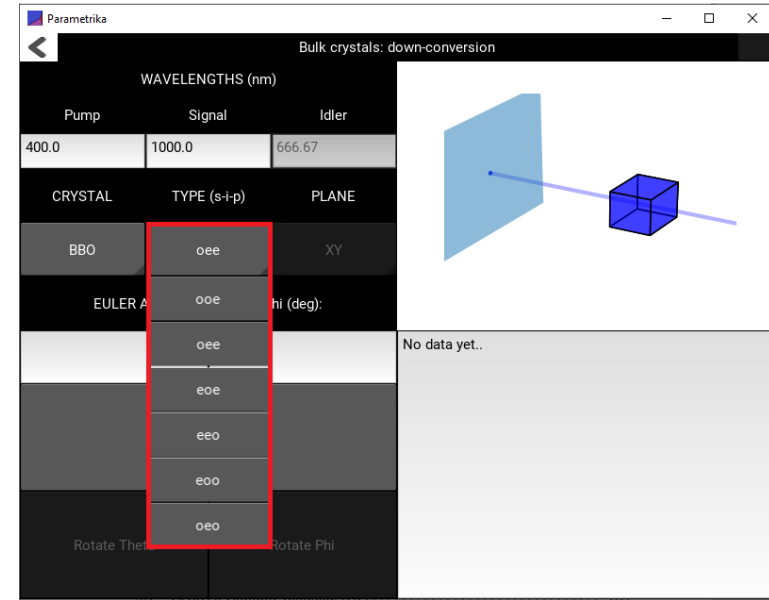 Parametrika
Bulk crystals: down-conversion
WAVELENGTHS (nm)
Pump Signal Idler
400.0 1000.0 666.67
CRYSTAL TYPE (s-i-p) PLANE
BBO oee XY
EULER A hi (deg):
ooe
oee
eoe
eeo
eoo
oeo
Rotate Thet Rotate Phi
No data yet..